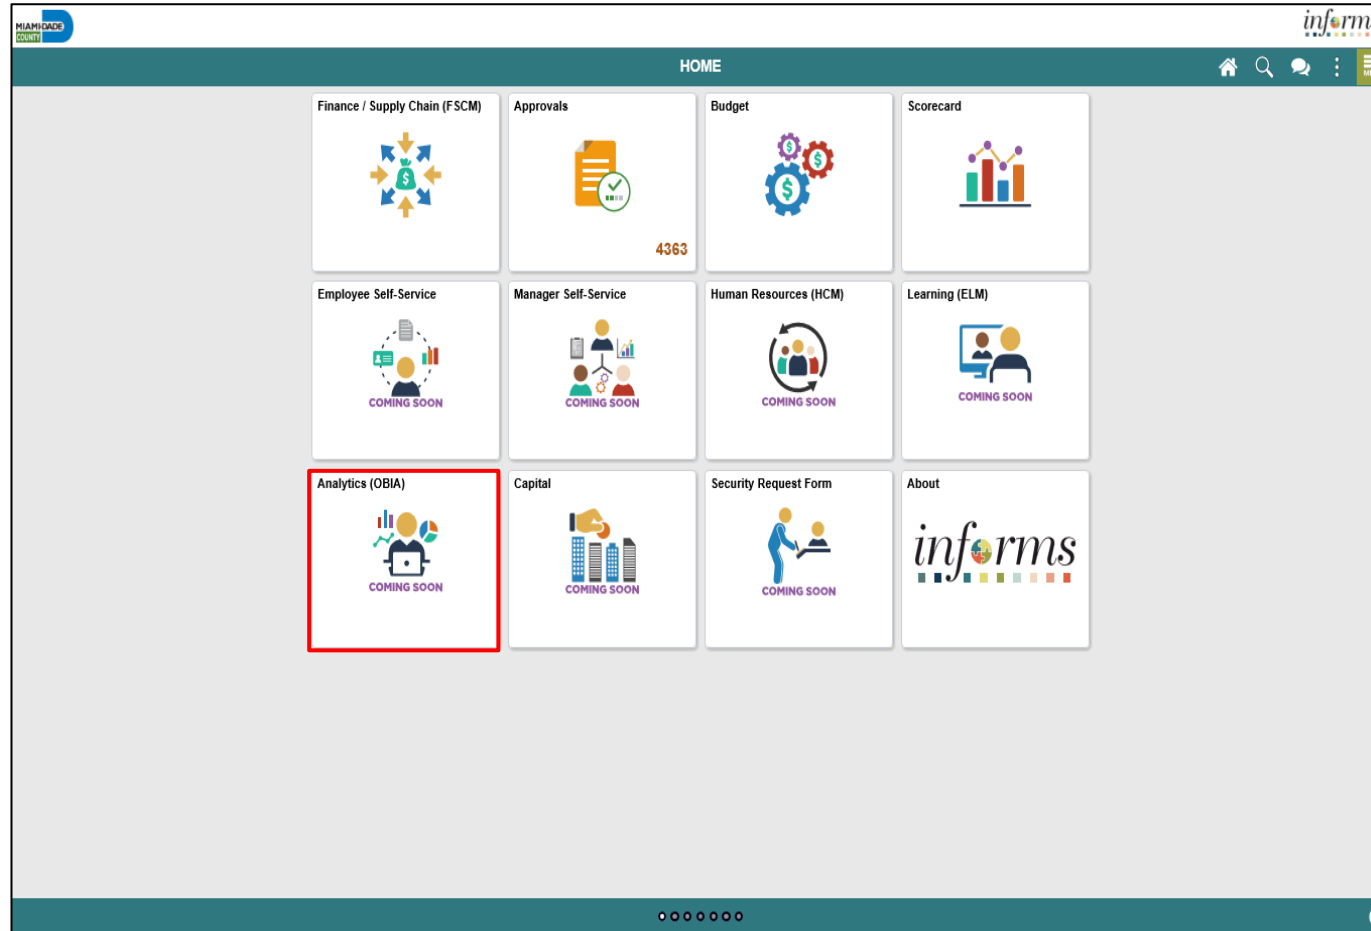 MIAMI-DADE
COUNTY
informs
HOME
Finance / Supply Chain (FSCM)
Approvals
4363
Budget
Scorecard
Employee Self-Service
COMING SOON
Manager Self-Service
COMING SOON
Human Resources (HCM)
COMING SOON
Learning (ELM)
COMING SOON
Analytics (OBIA)
COMING SOON
Capital
COMING SOON
Security Request Form
COMING SOON
About
informs